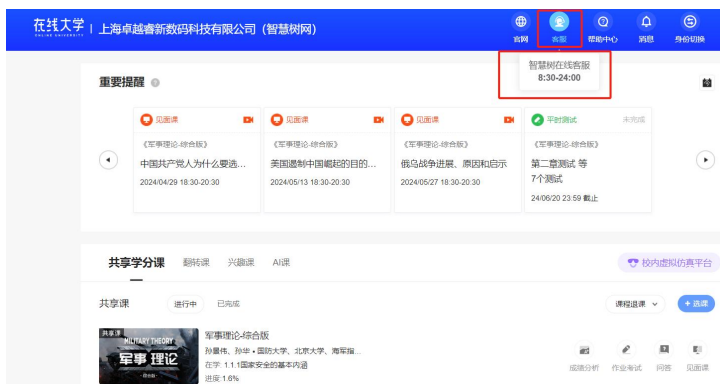 在线大学 | 上海卓越睿新数码科技有限公司（智慧树网）
ONLINE UNIVERSITY
官网 客服 帮助中心 消息 身份切换
智慧树在线客服
8:30-24:00
重要提醒
见面课 见面课 见面课 平时测试 未完成
《军事理论-综合版》 《军事理论-综合版》 《军事理论-综合版》 《军事理论-综合版》
中国共产党人为什么要选... 美国遏制中国崛起的目的... 俄乌战争进展、原因和启示 第二章测试 等
7个测试
2024/04/29 18:30-20:30 2024/05/13 18:30-20:30 2024/05/27 18:30-20:30
24/06/20 23:59 截止
共享学分课 翻转课 兴趣课 AI课 校内虚拟仿真平台
共享课 进行中 已完成 课程退课 + 选课
共享课
MILITARY THEORY
军事理论
-综合版-
军事理论-综合版
孙景伟、孙华 • 国防大学、北京大学、海军指...
在学: 1.1.1国家安全的基本内涵
进度:1.6%
成绩分析 作业考试 问答 见面课